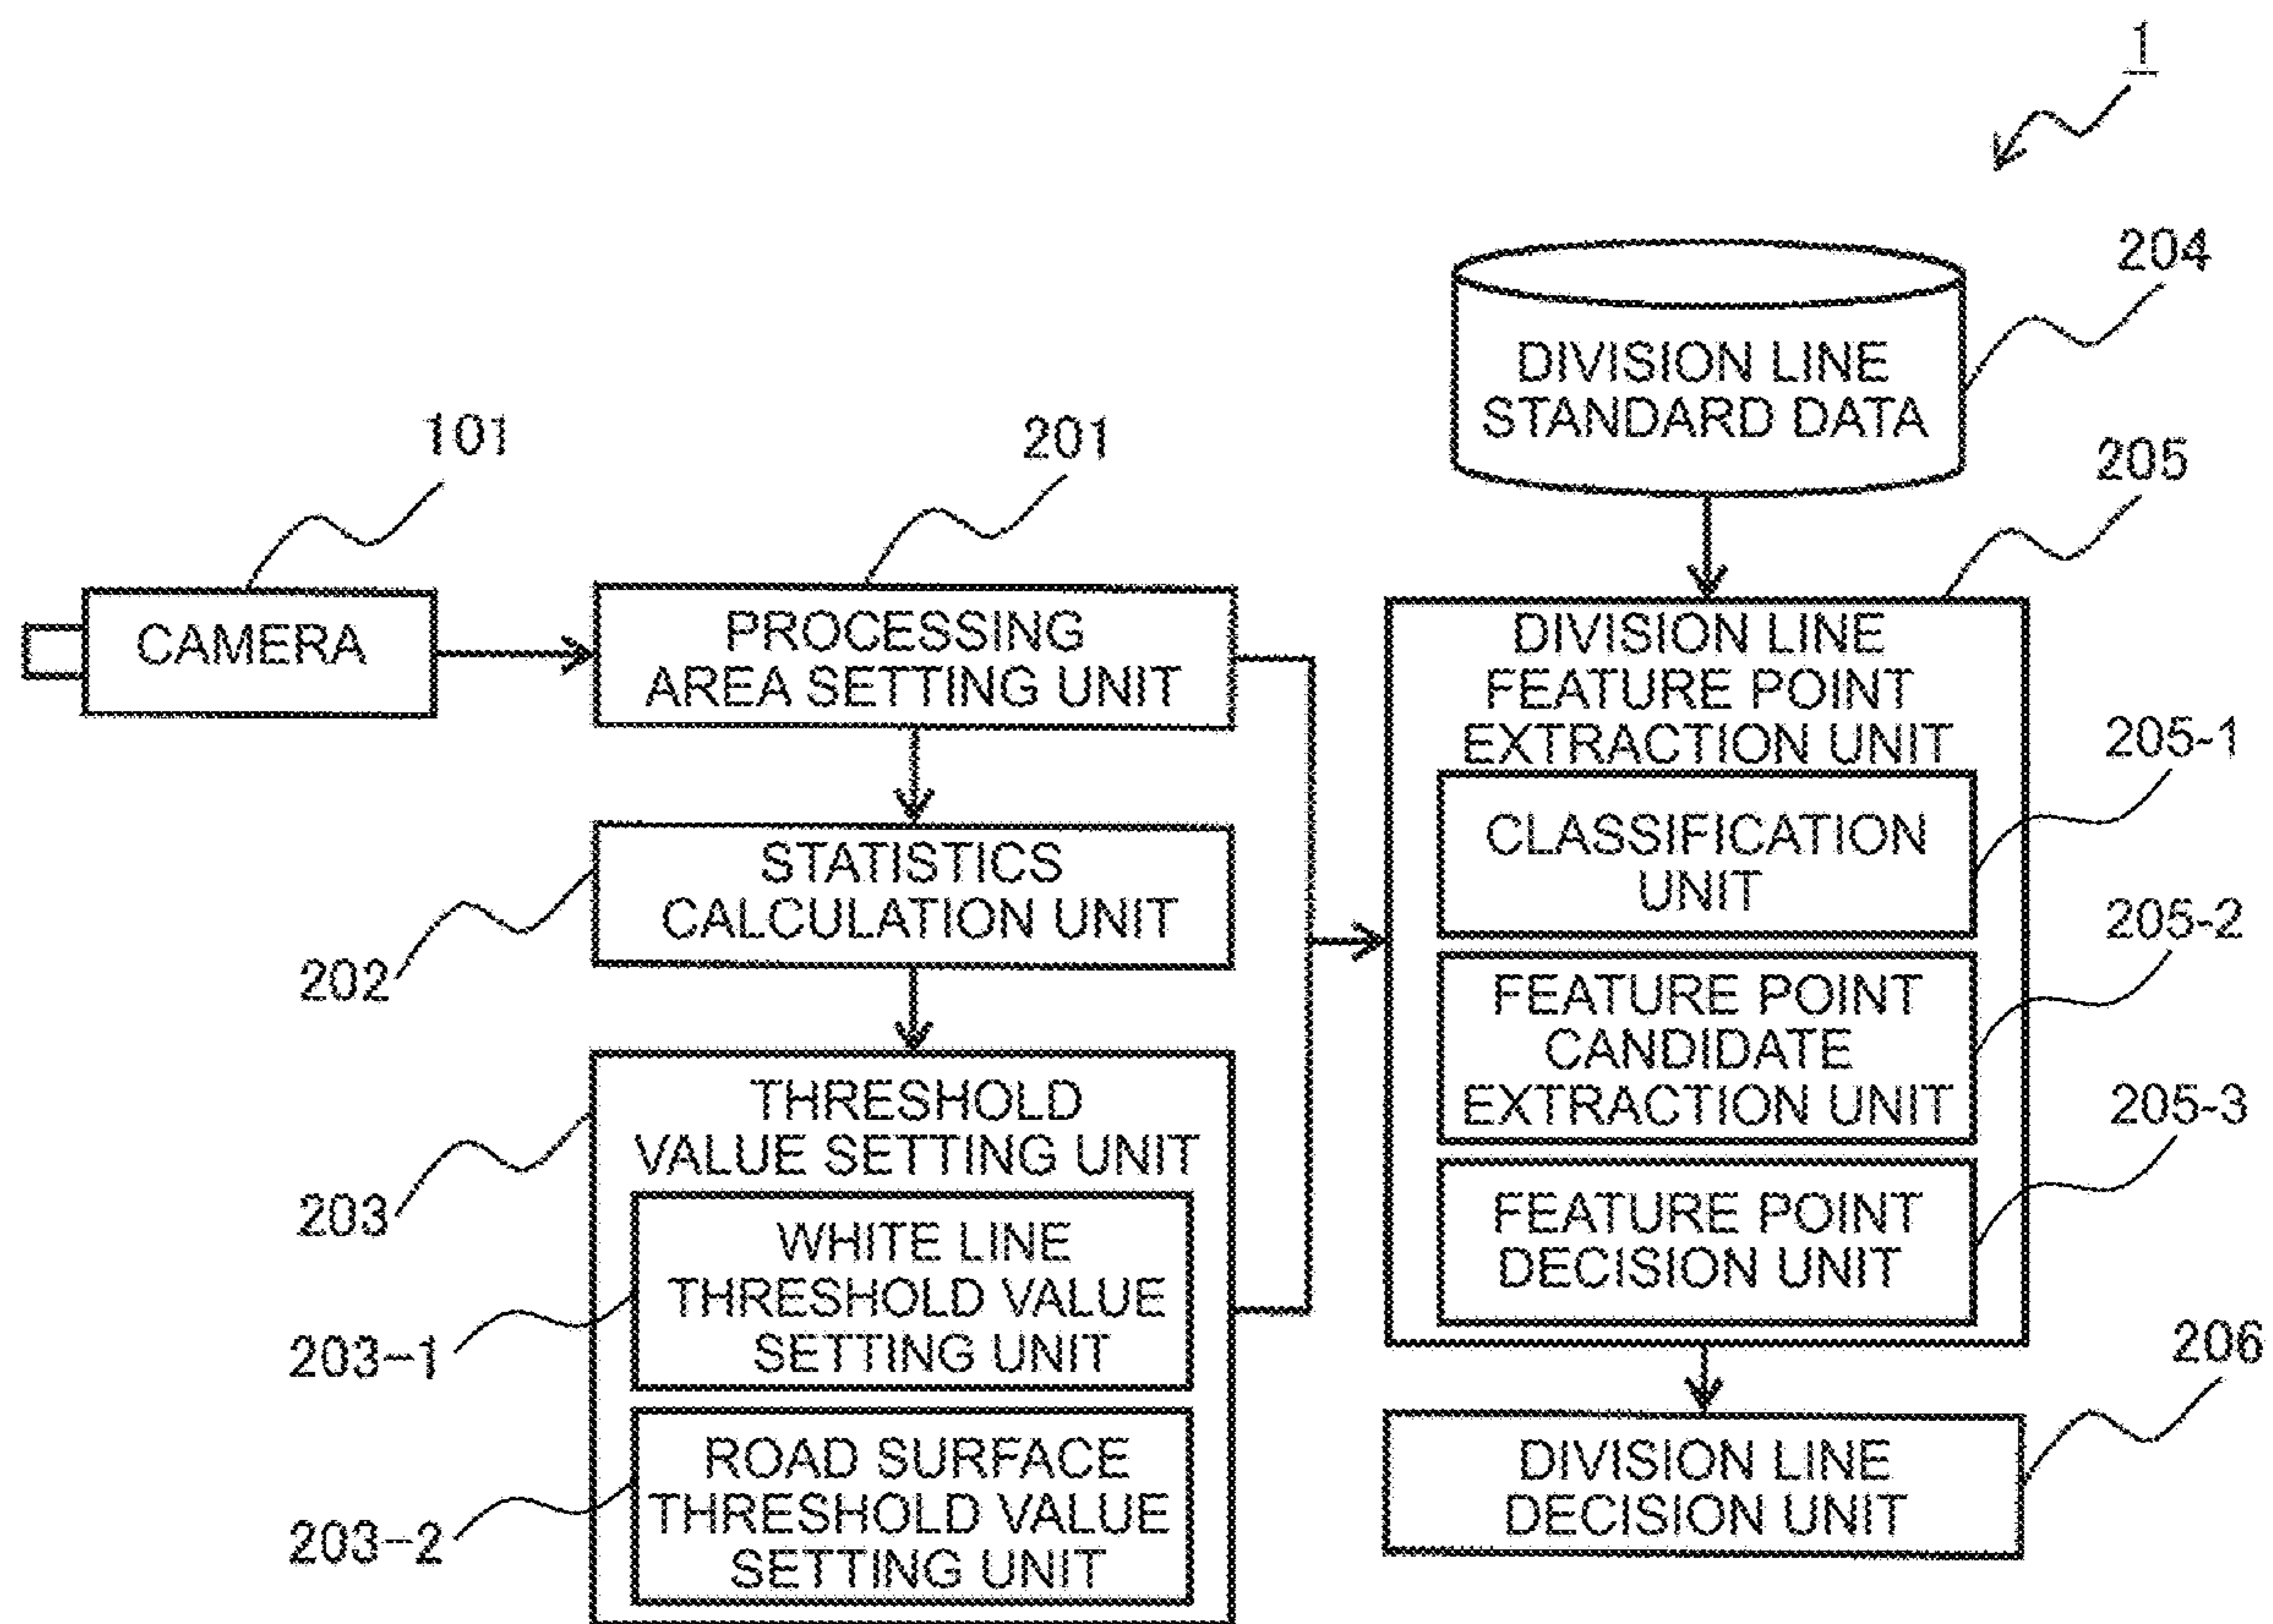 1
204
DIVISION LINE
STANDARD DATA
101
201
205
CAMERA
PROCESSING
AREA SETTING UNIT
DIVISION LINE
FEATURE POINT
EXTRACTION UNIT
205-1
CLASSIFICATION
UNIT
STATISTICS
CALCULATION UNIT
202
205-2
FEATURE POINT
CANDIDATE
EXTRACTION UNIT
THRESHOLD
VALUE SETTING UNIT
203
205-3
FEATURE POINT
DECISION UNIT
WHITE LINE
THRESHOLD VALUE
SETTING UNIT
203-1
206
DIVISION LINE
DECISION UNIT
ROAD SURFACE
THRESHOLD VALUE
SETTING UNIT
203-2